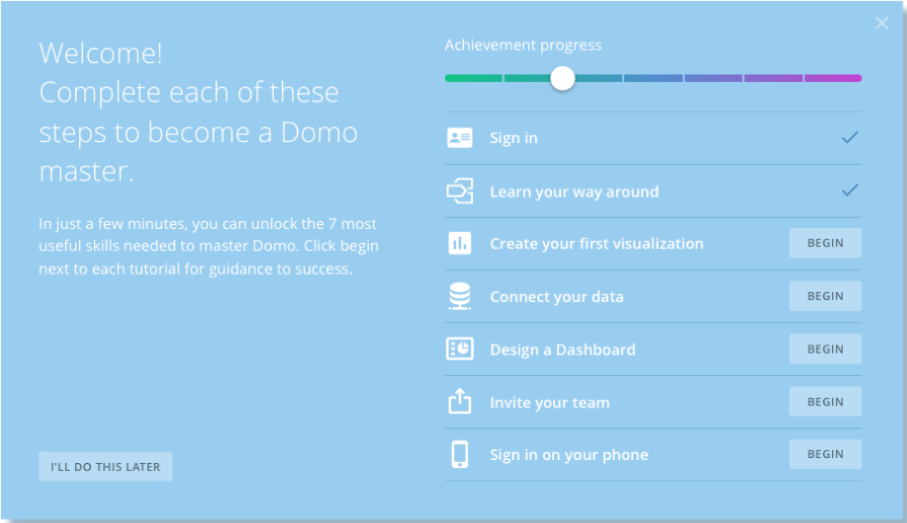 Welcome!
Complete each of these
steps to become a Domo
master.
In just a few minutes, you can unlock the 7 most
useful skills needed to master Domo. Click begin
next to each tutorial for guidance to success.
I'LL DO THIS LATER
Achievement progress
Sign in
Learn your way around
Create your first visualization BEGIN
Connect your data BEGIN
Design a Dashboard BEGIN
Invite your team BEGIN
Sign in on your phone BEGIN